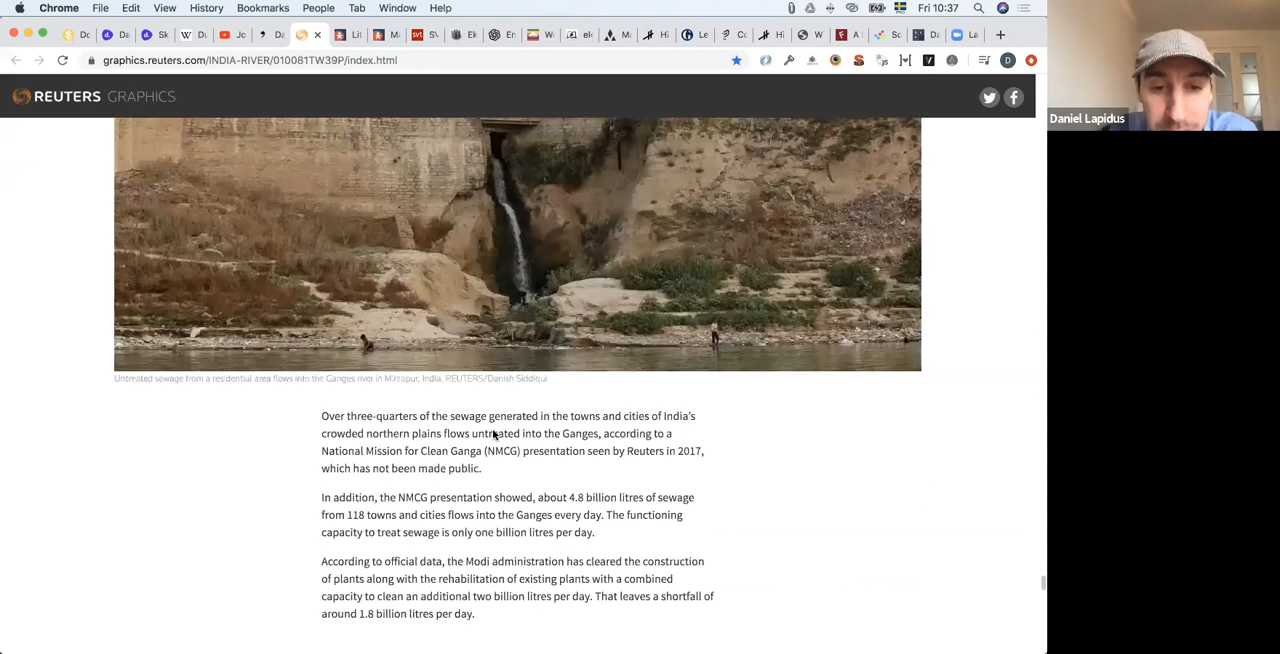 Chrome File Edit View History Bookmarks People Tab Window Help Fri 10:37
graphics.reuters.com/INDIA-RIVER/010081TW39P/index.html
REUTERS GRAPHICS
Daniel Lapidus
Untreated sewage from a residential area flows into the Ganges river in Mirzapur, India. REUTERS/Danish Siddiqui
Over three-quarters of the sewage generated in the towns and cities of India's
crowded northern plains flows untreated into the Ganges, according to a
National Mission for Clean Ganga (NMCG) presentation seen by Reuters in 2017,
which has not been made public.
In addition, the NMCG presentation showed, about 4.8 billion litres of sewage
from 118 towns and cities flows into the Ganges every day. The functioning
capacity to treat sewage is only one billion litres per day.
According to official data, the Modi administration has cleared the construction
of plants along with the rehabilitation of existing plants with a combined
capacity to clean an additional two billion litres per day. That leaves a shortfall of
around 1.8 billion litres per day.